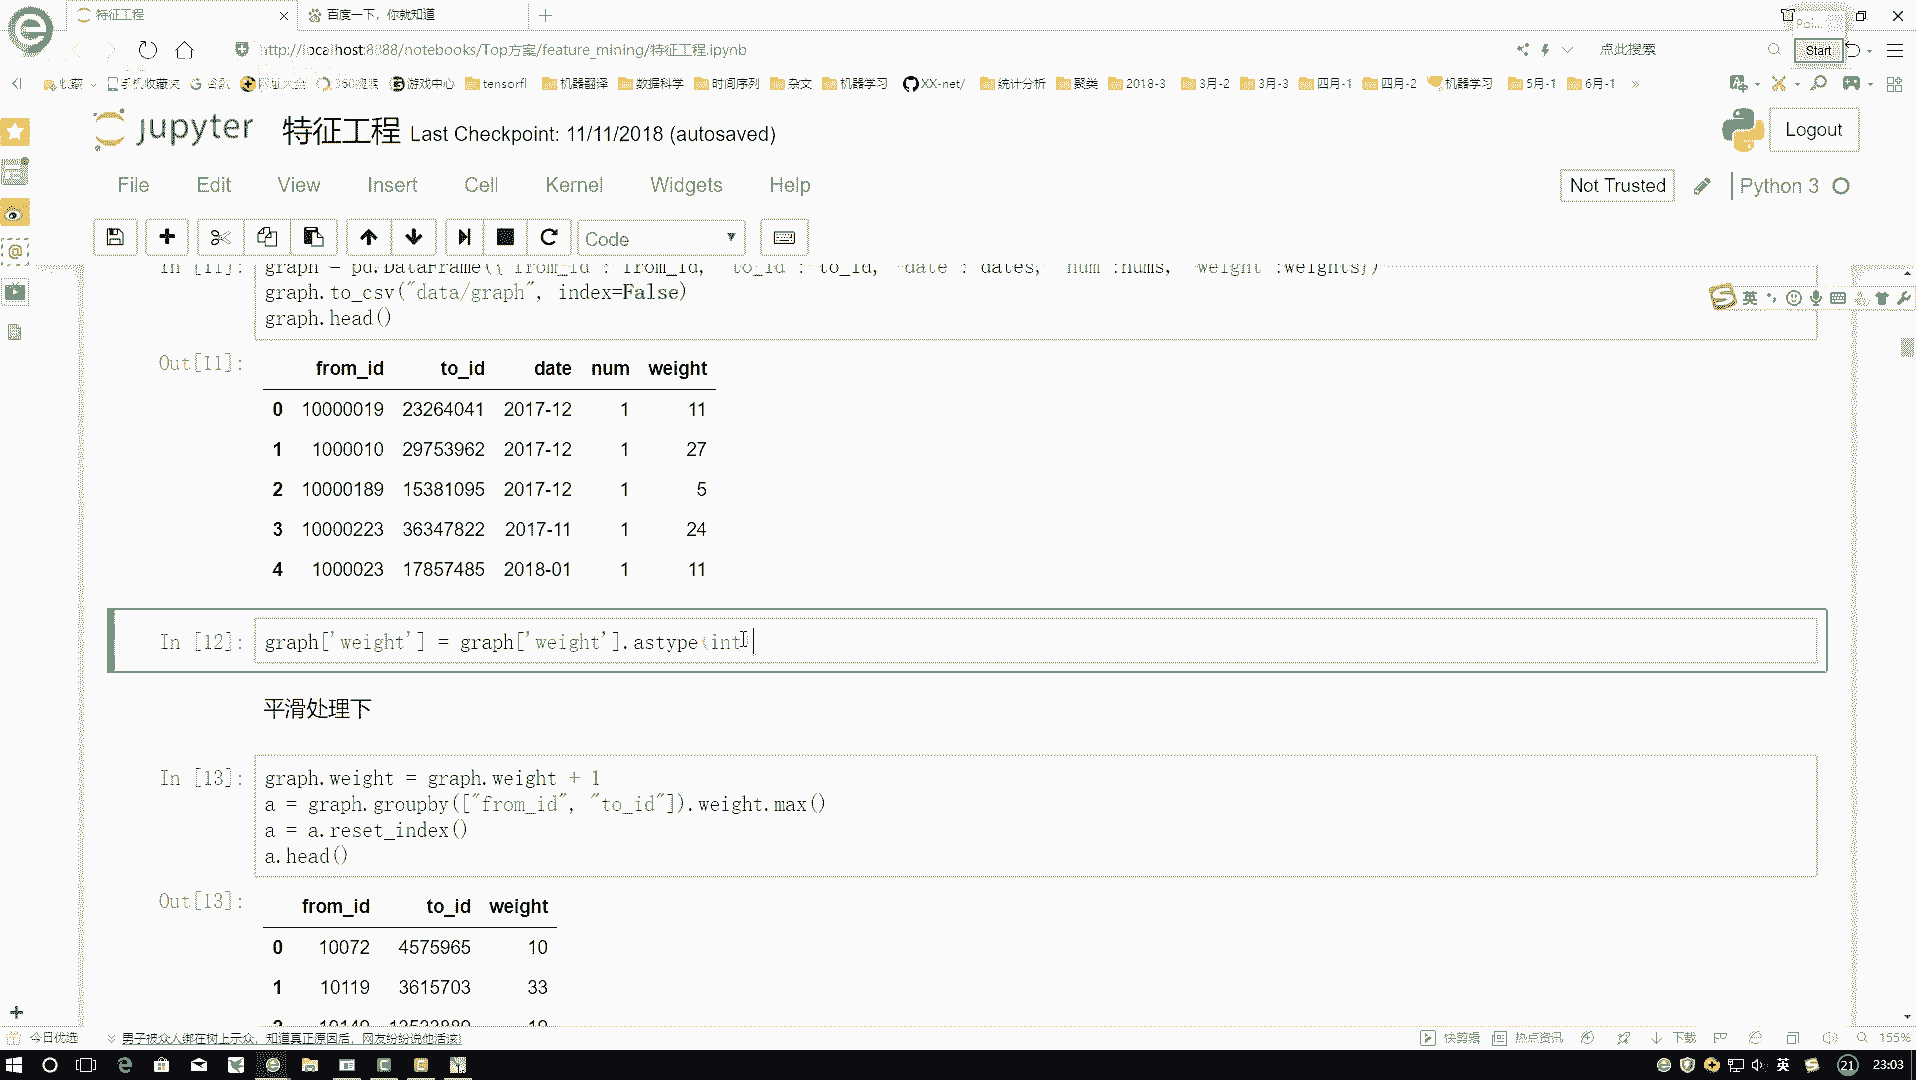 特征工程
百度一下，你就知道
http://localhost:8888/notebooks/Top方案/feature_mining/特征工程.ipynb
点此搜索
Start
收藏 手机收藏夹 网址大全 游戏中心 tensorfl 机器翻译 数据科学 时间序列 杂文 机器学习 XX-net/ 统计分析 聚类 2018-3 3月-2 3月-3 四月-1 四月-2 机器学习 5月-1 6月-1 »
jupyter 特征工程 Last Checkpoint: 11/11/2018 (autosaved)
Logout
File Edit View Insert Cell Kernel Widgets Help
Not Trusted Python 3
Code
In [11]: graph = pd.DataFrame({'from_id': from_id, 'to_id': to_id, 'date': dates, 'num':nums, 'weight':weights})
graph.to_csv("data/graph", index=False)
graph.head()
英
Out[11]:
from_id to_id date num weight
0 10000019 23264041 2017-12 1 11
1 1000010 29753962 2017-12 1 27
2 10000189 15381095 2017-12 1 5
3 10000223 36347822 2017-11 1 24
4 1000023 17857485 2018-01 1 11
In [12]: graph['weight'] = graph['weight'].astype(int)
平滑处理下
In [13]: graph.weight = graph.weight + 1
a = graph.groupby(["from_id", "to_id"]).weight.max()
a = a.reset_index()
a.head()
Out[13]:
from_id to_id weight
0 10072 4575965 10
1 10119 3615703 33
今日优选 男子被众人绑在树上示众，知道真正原因后，网友纷纷说他活该!
快剪辑 热点资讯 下载 155%
英 21 23:03